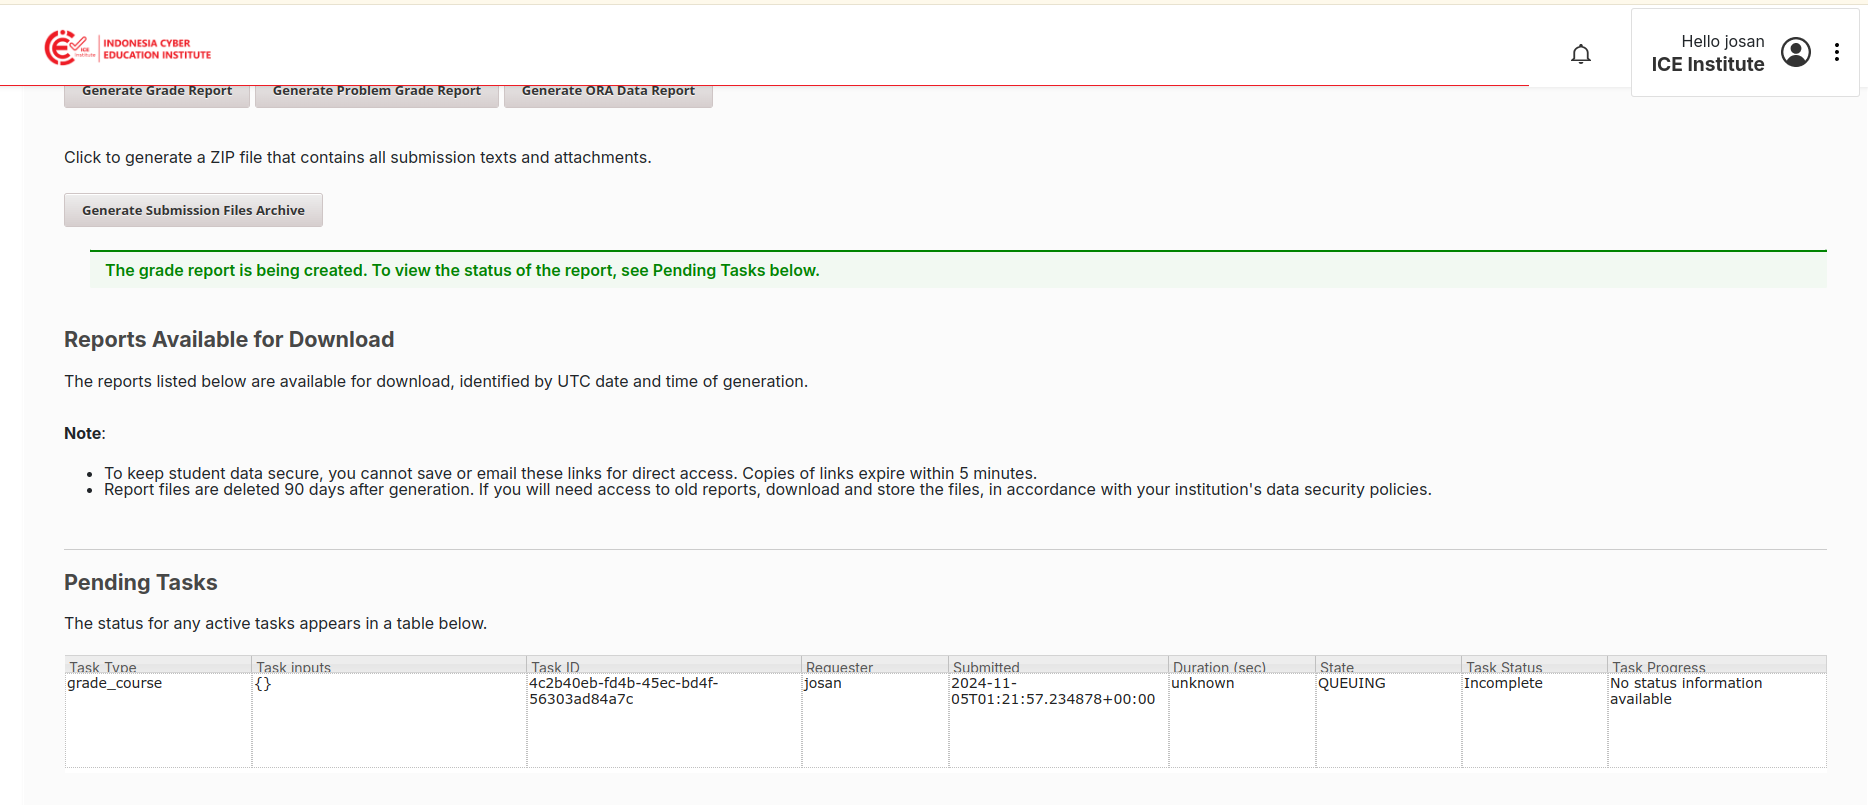 INDONESIA CYBER
EDUCATION INSTITUTE
ICE
Institute
Hello josan
ICE Institute
Generate Grade Report
Generate Problem Grade Report
Generate ORA Data Report
Click to generate a ZIP file that contains all submission texts and attachments.
Generate Submission Files Archive
The grade report is being created. To view the status of the report, see Pending Tasks below.
Reports Available for Download
The reports listed below are available for download, identified by UTC date and time of generation.
Note:
• To keep student data secure, you cannot save or email these links for direct access. Copies of links expire within 5 minutes.
• Report files are deleted 90 days after generation. If you will need access to old reports, download and store the files, in accordance with your institution's data security policies.
Pending Tasks
The status for any active tasks appears in a table below.
Task Type Task inputs Task ID Requester Submitted Duration (sec) State Task Status Task Progress
grade_course {} 4c2b40eb-fd4b-45ec-bd4f- josan 2024-11- unknown QUEUING Incomplete No status information
56303ad84a7c 05T01:21:57.234878+00:00 available